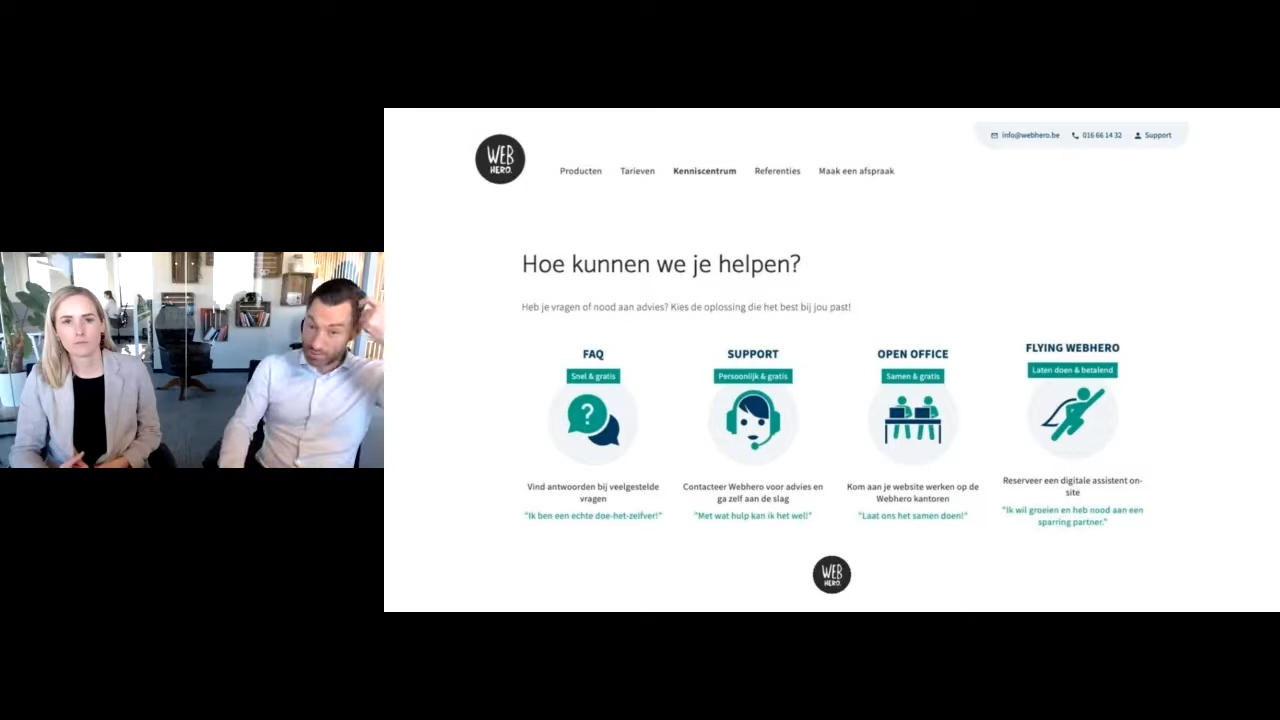 info@webhero.be 016 66 14 32 Support
WEB
HERO.
Producten Tarieven Kenniscentrum Referenties Maak een afspraak
Hoe kunnen we je helpen?
Heb je vragen of nood aan advies? Kies de oplossing die het best bij jou past!
FAQ
Snel & gratis
?
Vind antwoorden bij veelgestelde
vragen
"Ik ben een echte doe-het-zelfver!"
SUPPORT
Persoonlijk & gratis
Contacteer Webhero voor advies en
ga zelf aan de slag
"Met wat hulp kan ik het wel!"
OPEN OFFICE
Samen & gratis
Kom aan je website werken op de
Webhero kantoren
"Laat ons het samen doen!"
FLYING WEBHERO
Laten doen & betalend
Reserveer een digitale assistent on-
site
"Ik wil groeien en heb nood aan een
sparring partner."
WEB
HERO.